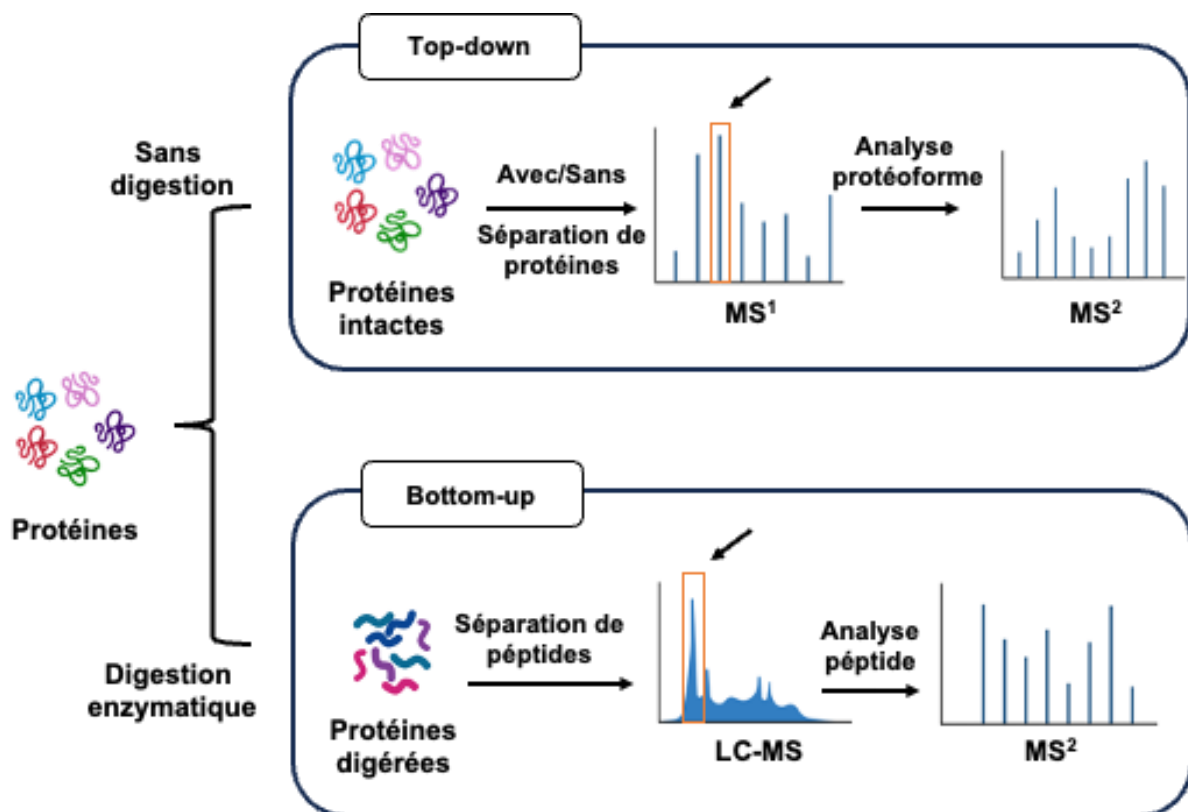 Top-down
Sans
digestion
Protéines
intactes
Avec/Sans
Séparation de
protéines
MS¹
Analyse
protéoforme
MS²
Protéines
Bottom-up
Digestion
enzymatique
Protéines
digérées
Séparation de
péptides
LC-MS
Analyse
péptide
MS²